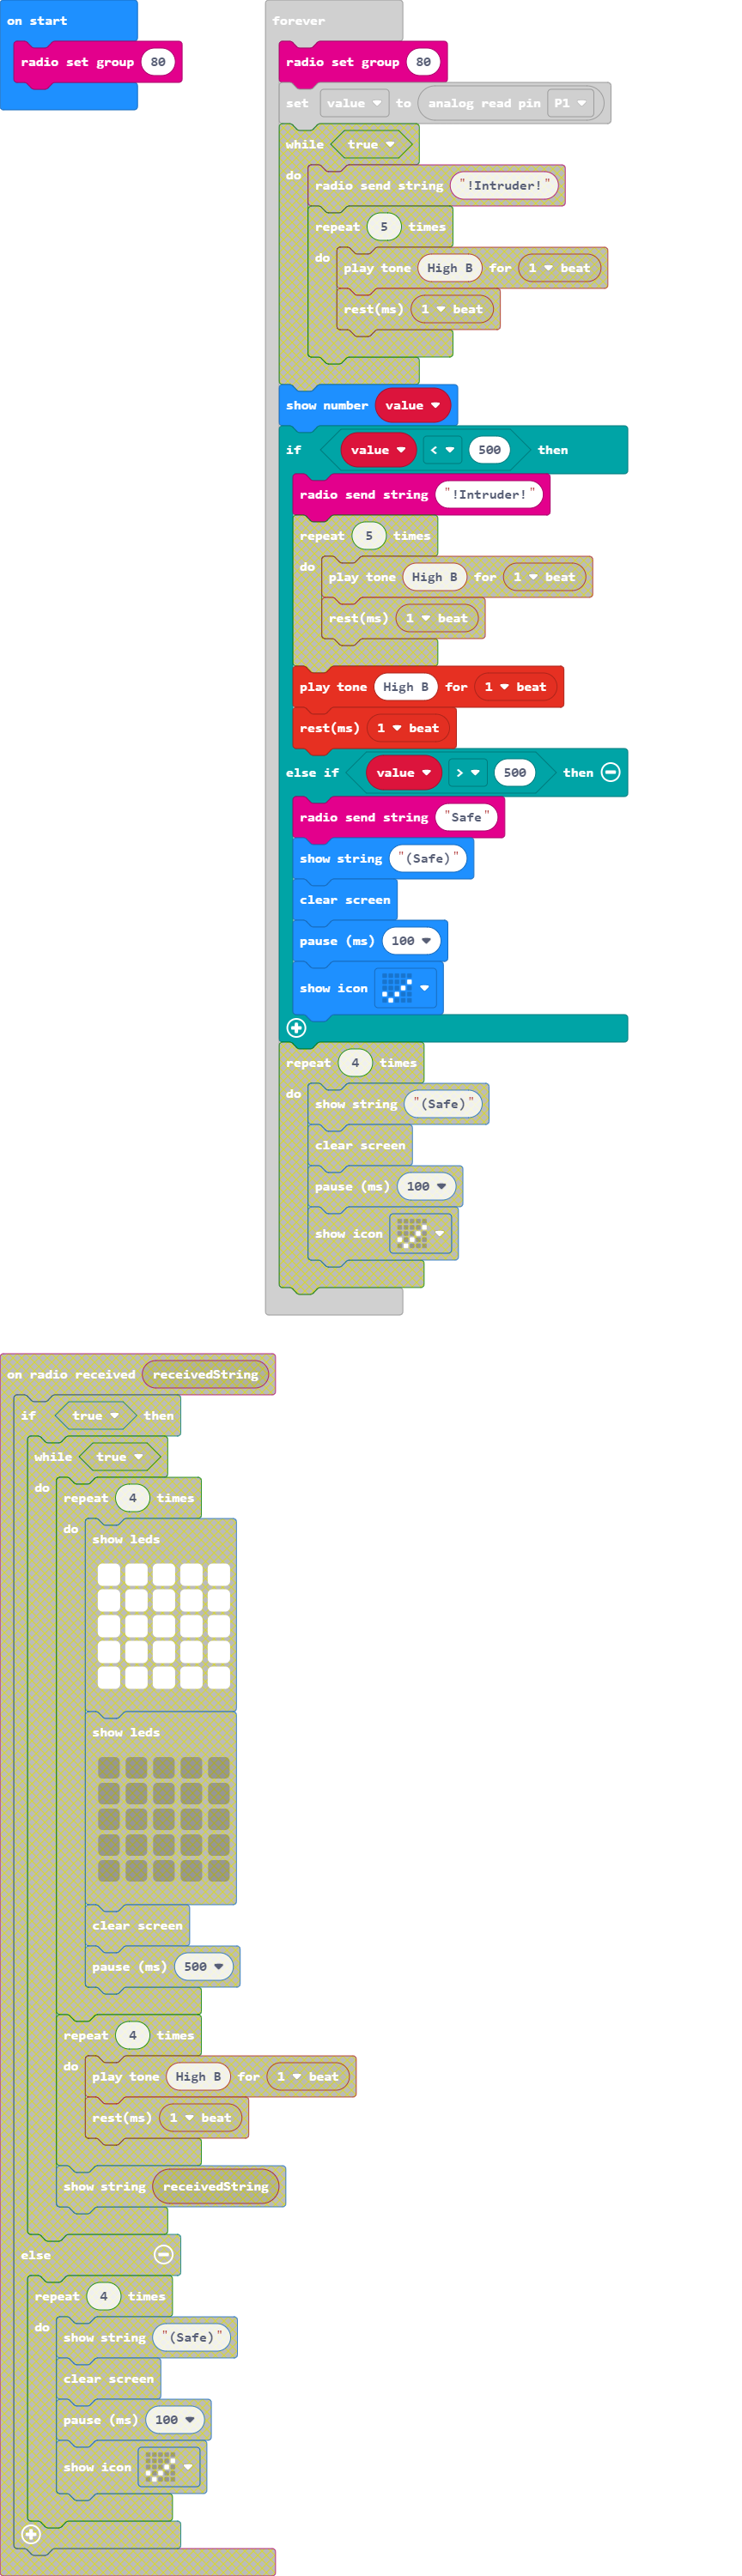 on start
radio set group 80
forever
radio set group 80
set value to analog read pin P1
while true
do
radio send string "!Intruder!"
repeat 5 times
do
play tone High B for 1 beat
rest(ms) 1 beat
show number value
if value < 500 then
radio send string "!Intruder!"
repeat 5 times
do
play tone High B for 1 beat
rest(ms) 1 beat
play tone High B for 1 beat
rest(ms) 1 beat
else if value > 500 then
radio send string "Safe"
show string "(Safe)"
clear screen
pause (ms) 100
show icon
repeat 4 times
do
show string "(Safe)"
clear screen
pause (ms) 100
show icon
on radio received receivedString
if true then
while true
do
repeat 4 times
do
show leds
show leds
clear screen
pause (ms) 500
repeat 4 times
do
play tone High B for 1 beat
rest(ms) 1 beat
show string receivedString
else
repeat 4 times
do
show string "(Safe)"
clear screen
pause (ms) 100
show icon